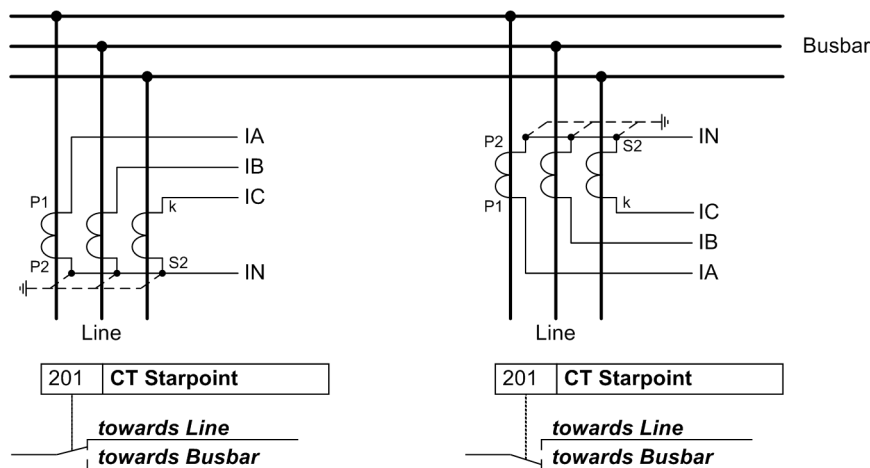 Busbar
IA
IB
IC
P1
k
P2
S2
IN
Line
P2
S2
IN
P1
k
IC
IB
IA
Line
201 CT Starpoint
towards Line
towards Busbar
201 CT Starpoint
towards Line
towards Busbar